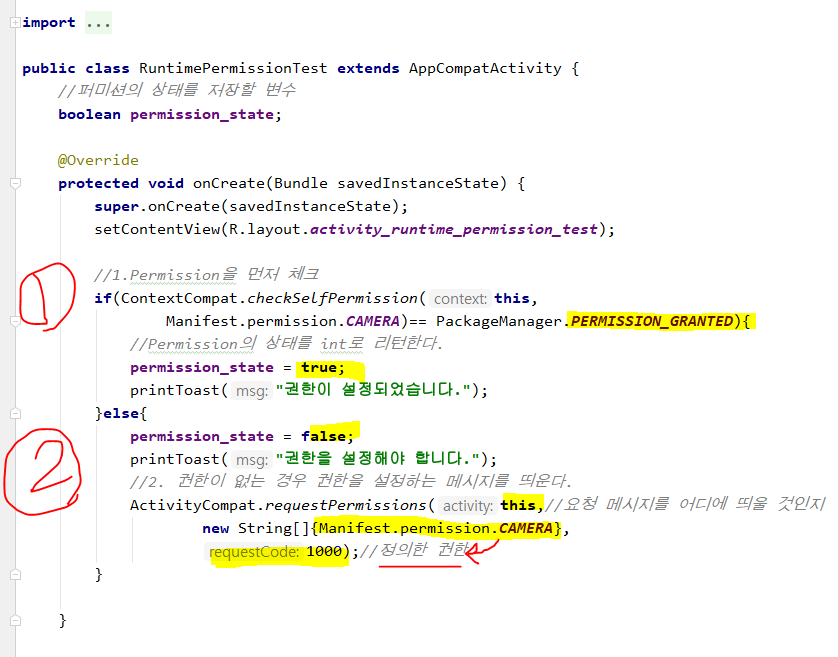 import ...
public class RuntimePermissionTest extends AppCompatActivity {
//퍼미션의 상태를 저장할 변수
boolean permission_state;
@Override
protected void onCreate(Bundle savedInstanceState) {
super.onCreate(savedInstanceState);
setContentView(R.layout.activity_runtime_permission_test);
//1.Permission을 먼저 체크
1
if(ContextCompat.checkSelfPermission( context: this,
Manifest.permission.CAMERA)== PackageManager.PERMISSION_GRANTED){
//Permission의 상태를 int로 리턴한다.
permission_state = true;
printToast( msg: "권한이 설정되었습니다.");
}else{
permission_state = false;
2
printToast( msg: "권한을 설정해야 합니다.");
//2. 권한이 없는 경우 권한을 설정하는 메시지를 띄운다.
ActivityCompat.requestPermissions( activity: this,//요청 메시지를 어디에 띄울 것인지
new String[]{Manifest.permission.CAMERA},
requestCode: 1000);//정의한 권한
}
}